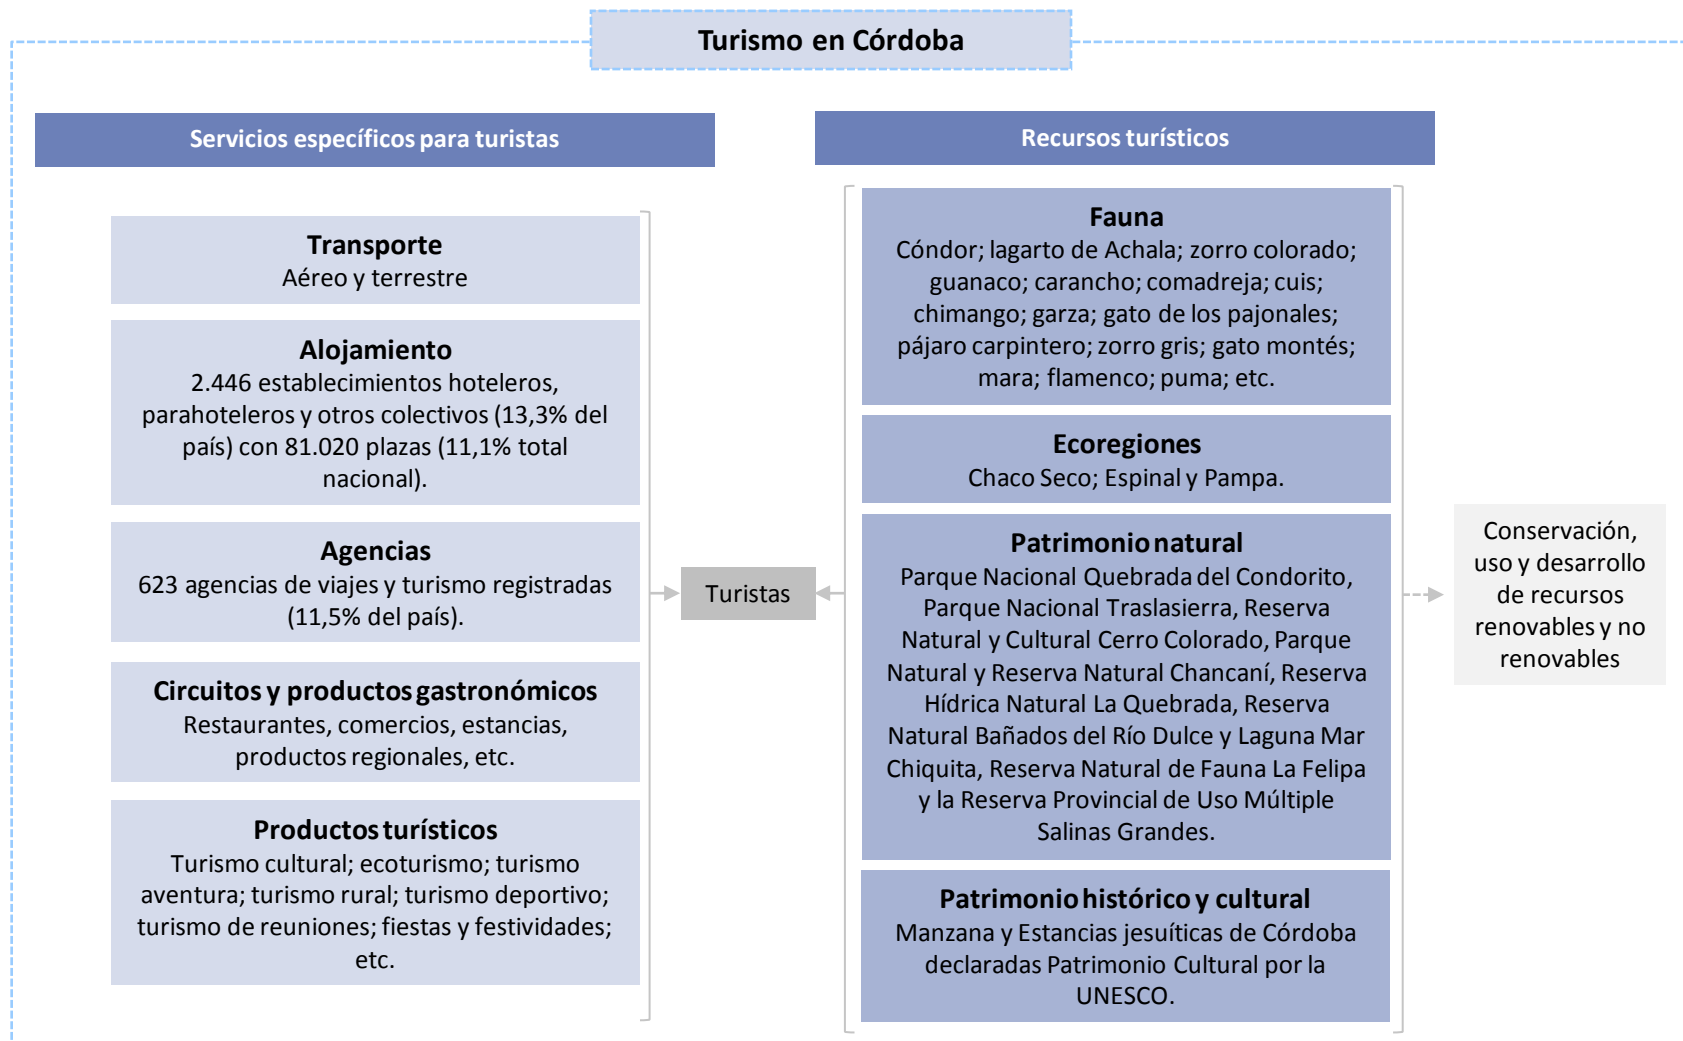 Turismo en Córdoba
Servicios específicos para turistas
Transporte
Aéreo y terrestre
Alojamiento
2.446 establecimientos hoteleros,
parahoteleros y otros colectivos (13,3% del
país) con 81.020 plazas (11,1% total
nacional).
Agencias
623 agencias de viajes y turismo registradas
(11,5% del país).
Circuitos y productos gastronómicos
Restaurantes, comercios, estancias,
productos regionales, etc.
Productos turísticos
Turismo cultural; ecoturismo; turismo
aventura; turismo rural; turismo deportivo;
turismo de reuniones; fiestas y festividades;
etc.
Turistas
Recursos turísticos
Fauna
Cóndor; lagarto de Achala; zorro colorado;
guanaco; carancho; comadreja; cuis;
chimango; garza; gato de los pajonales;
pájaro carpintero; zorro gris; gato montés;
mara; flamenco; puma; etc.
Ecoregiones
Chaco Seco; Espinal y Pampa.
Patrimonio natural
Parque Nacional Quebrada del Condorito,
Parque Nacional Traslasierra, Reserva
Natural y Cultural Cerro Colorado, Parque
Natural y Reserva Natural Chancaní, Reserva
Hídrica Natural La Quebrada, Reserva
Natural Bañados del Río Dulce y Laguna Mar
Chiquita, Reserva Natural de Fauna La Felipa
y la Reserva Provincial de Uso Múltiple
Salinas Grandes.
Patrimonio histórico y cultural
Manzana y Estancias jesuíticas de Córdoba
declaradas Patrimonio Cultural por la
UNESCO.
Conservación,
uso y desarrollo
de recursos
renovables y no
renovables